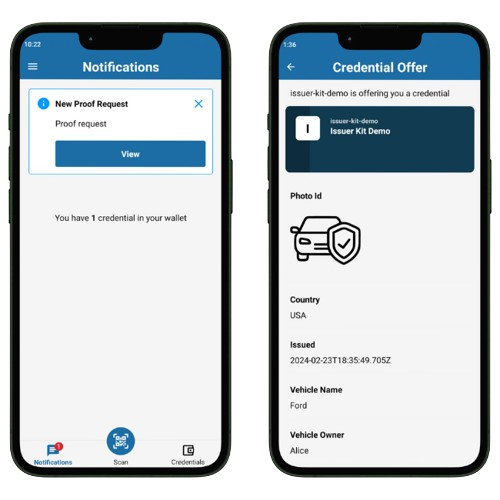 10:22
Notifications
New Proof Request
Proof request
View
You have 1 credential in your wallet
1
Notifications
Scan
Credentials
1:36
Credential Offer
issuer-kit-demo is offering you a credential
I
issuer-kit-demo
Issuer Kit Demo
Photo Id
Country
USA
Issued
2024-02-23T18:35:49.705Z
Vehicle Name
Ford
Vehicle Owner
Alice